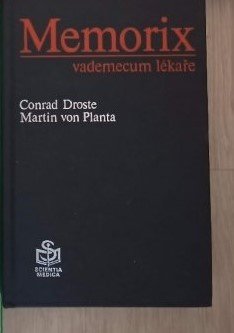 Memorix
vademecum lékaře
Conrad Droste
Martin von Planta
SCIENTIA
MEDICA